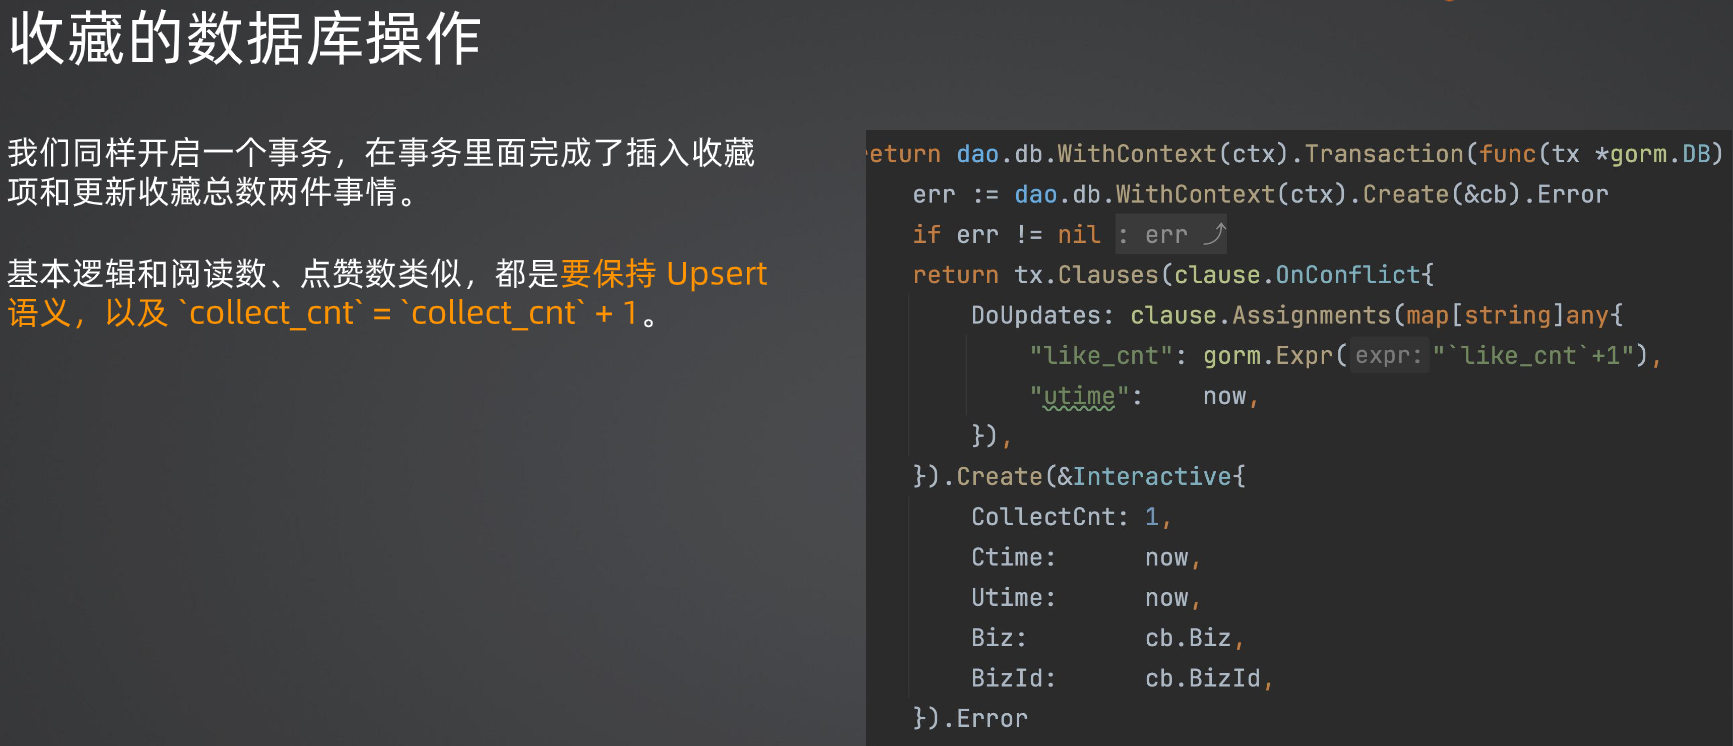 收藏的数据库操作
我们同样开启一个事务，在事务里面完成了插入收藏
项和更新收藏总数两件事情。
基本逻辑和阅读数、点赞数类似，都是要保持 Upsert
语义，以及 `collect_cnt` = `collect_cnt` + 1。
eturn dao.db.WithContext(ctx).Transaction(func(tx *gorm.DB)
err := dao.db.WithContext(ctx).Create(&cb).Error
if err != nil : err ⤴
return tx.Clauses(clause.OnConflict{
DoUpdates: clause.Assignments(map[string]any{
"like_cnt": gorm.Expr( expr: "`like_cnt`+1"),
"utime": now,
}),
}).Create(&Interactive{
CollectCnt: 1,
Ctime: now,
Utime: now,
Biz: cb.Biz,
BizId: cb.BizId,
}).Error